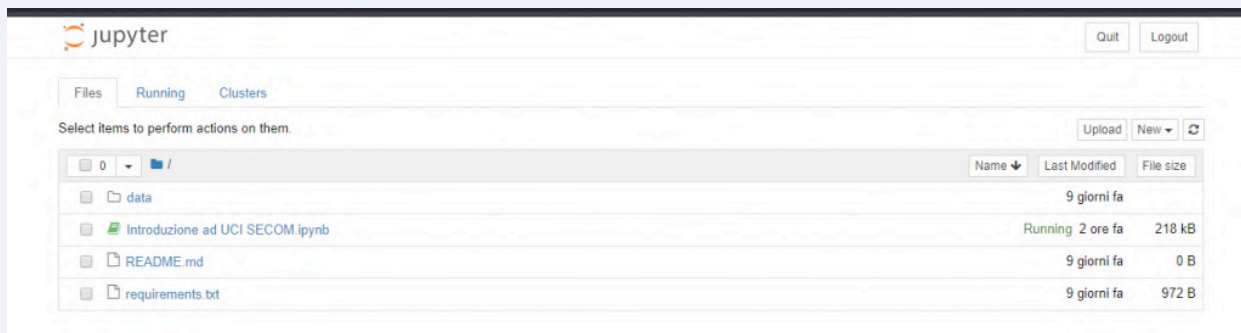 jupyter Quit Logout
Files Running Clusters
Select items to perform actions on them. Upload New
0 / Name Last Modified File size
data 9 giorni fa
Introduzione ad UCI SECOM.ipynb Running 2 ore fa 218 kB
README.md 9 giorni fa 0 B
requirements.txt 9 giorni fa 972 B